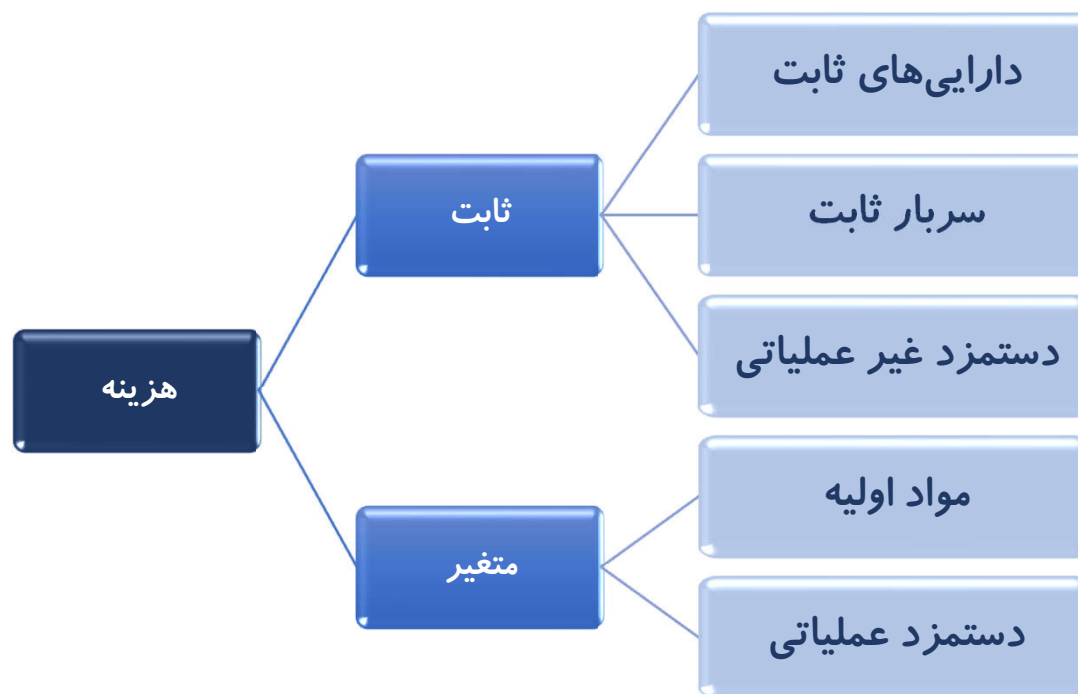 هزینه
ثابت
دارایی‌های ثابت
سربار ثابت
دستمزد غیر عملیاتی
متغیر
مواد اولیه
دستمزد عملیاتی